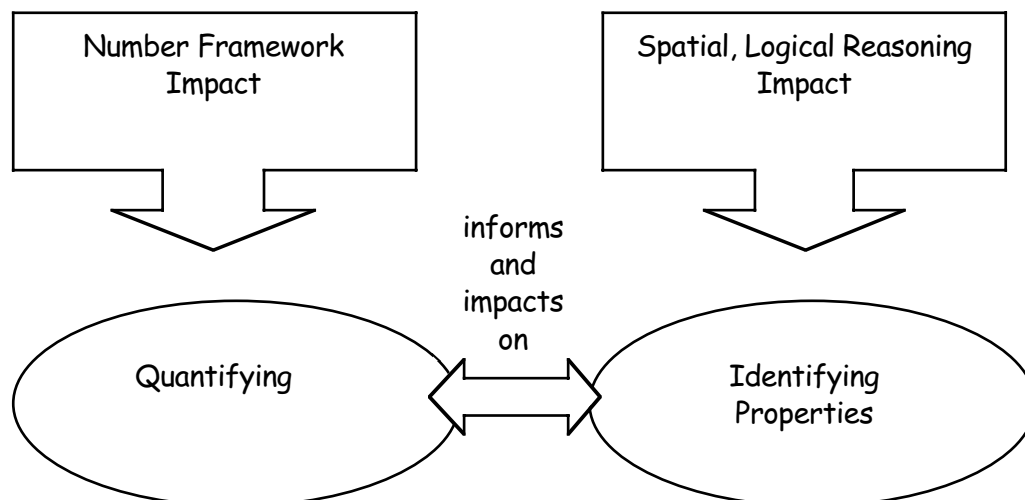 Number Framework
Impact
Spatial, Logical Reasoning
Impact
informs
and
impacts
on
Quantifying
Identifying
Properties